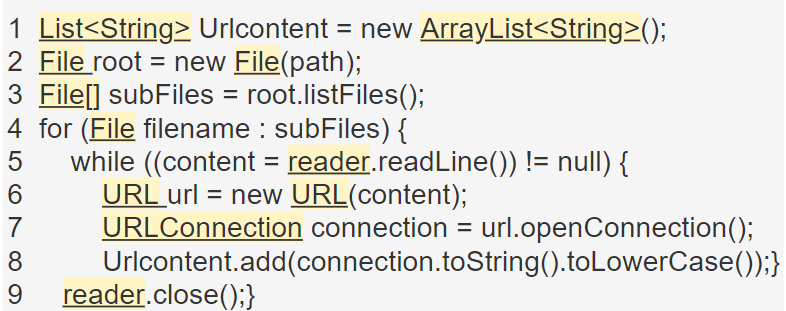 1 List<String> Urlcontent = new ArrayList<String>();
2 File root = new File(path);
3 File[] subFiles = root.listFiles();
4 for (File filename : subFiles) {
5 while ((content = reader.readLine()) != null) {
6 URL url = new URL(content);
7 URLConnection connection = url.openConnection();
8 Urlcontent.add(connection.toString().toLowerCase());}
9 reader.close();}